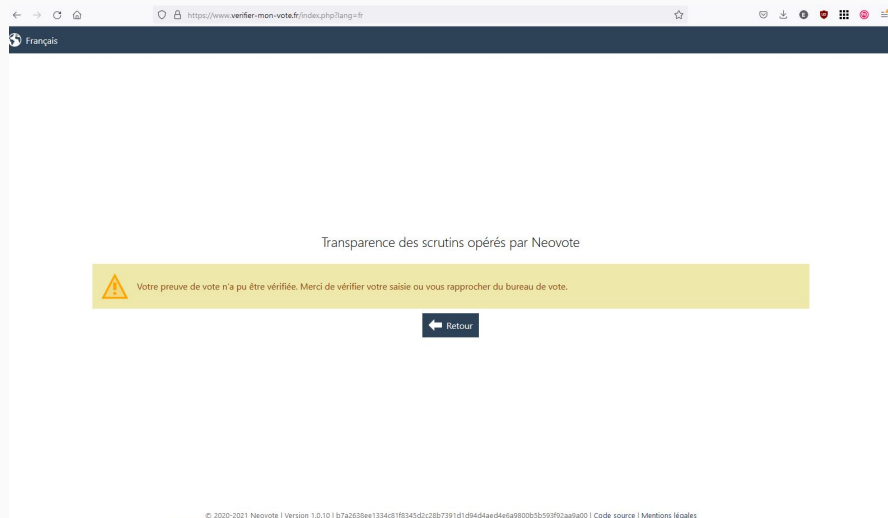 https://www.verifier-mon-vote.fr/index.php?lang=fr
Français
Transparence des scrutins opérés par Neovote
Votre preuve de vote n'a pu être vérifiée. Merci de vérifier votre saisie ou vous rapprocher du bureau de vote.
Retour
© 2020-2021 Neovote | Version 1.0.10 | b7a2638ee1334c81f8345d2c28b7391d1d94d4aed4e6a9800b5b593f92aa9a00 | Code source | Mentions légales